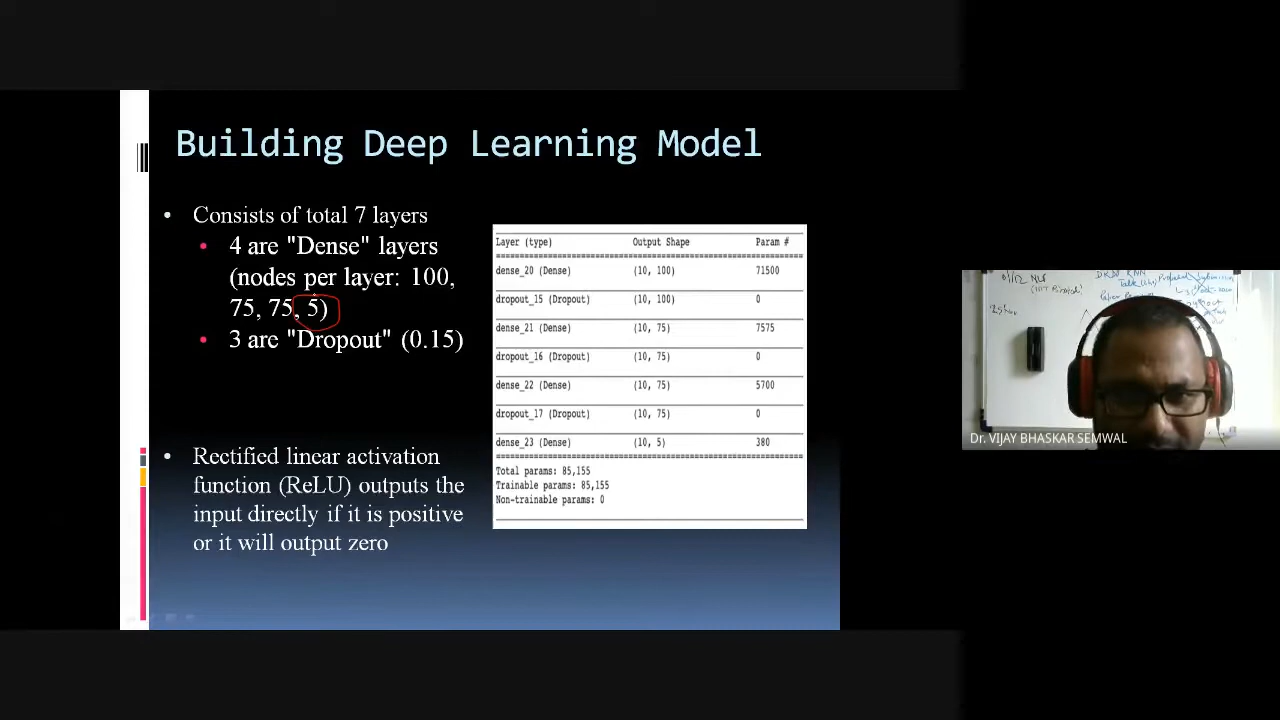 Building Deep Learning Model
• Consists of total 7 layers
• 4 are "Dense" layers
(nodes per layer: 100,
75, 75, 5)
• 3 are "Dropout" (0.15)
• Rectified linear activation
function (ReLU) outputs the
input directly if it is positive
or it will output zero
Layer (type) Output Shape Param #
dense_20 (Dense) (10, 100) 71500
dropout_15 (Dropout) (10, 100) 0
dense_21 (Dense) (10, 75) 7575
dropout_16 (Dropout) (10, 75) 0
dense_22 (Dense) (10, 75) 5700
dropout_17 (Dropout) (10, 75) 0
dense_23 (Dense) (10, 5) 380
Total params: 85,155
Trainable params: 85,155
Non-trainable params: 0
Dr. VIJAY BHASKAR SEMWAL